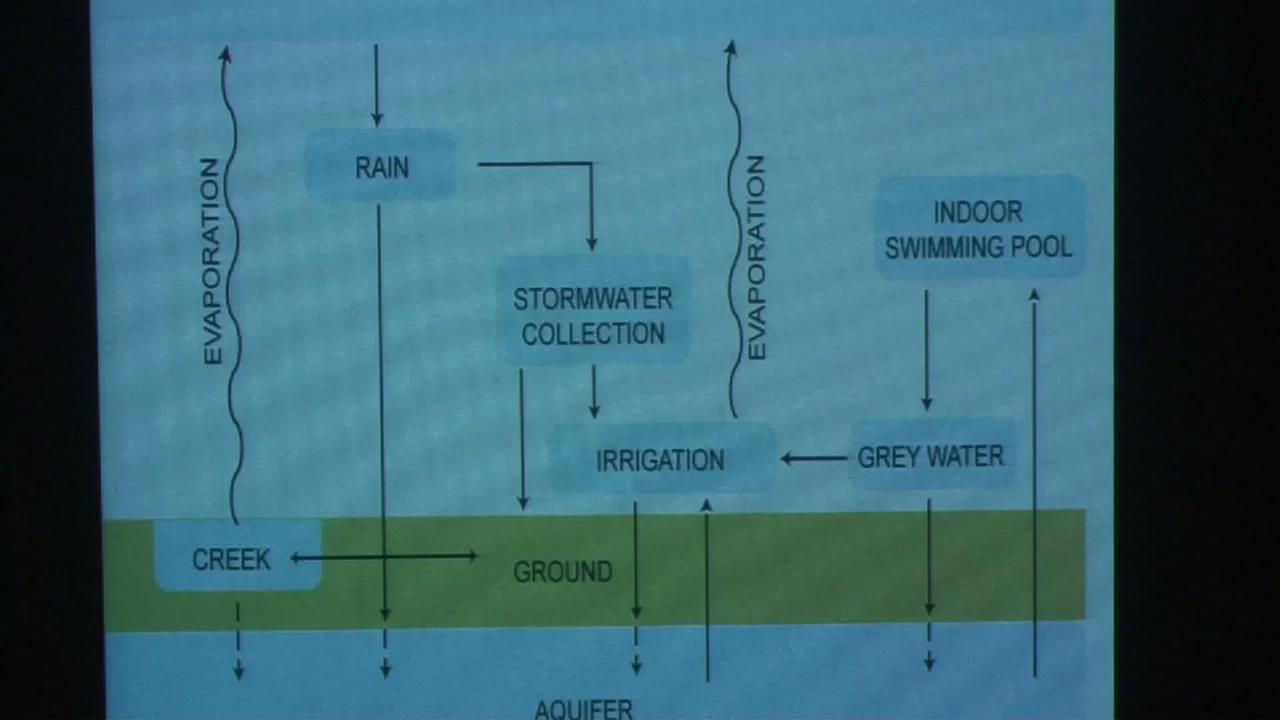 EVAPORATION
RAIN
EVAPORATION
INDOOR
SWIMMING POOL
STORMWATER
COLLECTION
IRRIGATION
GREY WATER
CREEK
GROUND
AQUIFER